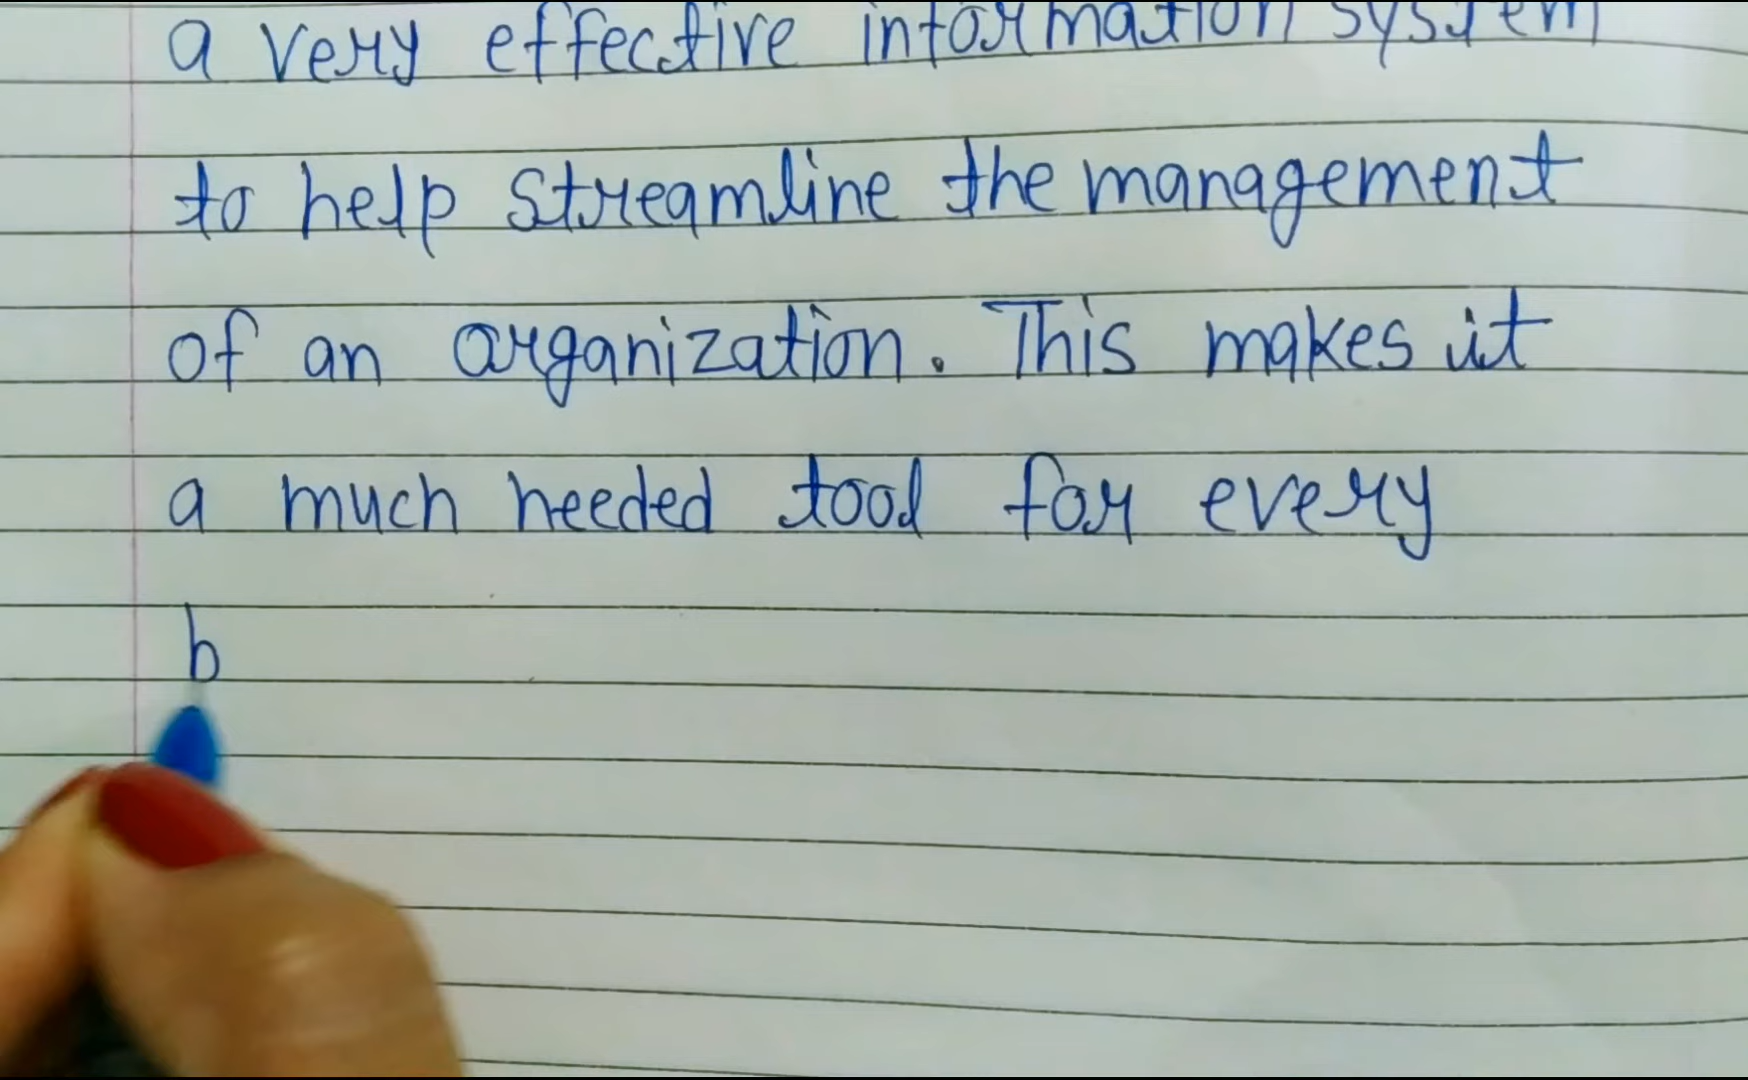 a very effective information system
to help streamline the management
of an organization. This makes it
a much needed tool for every
b